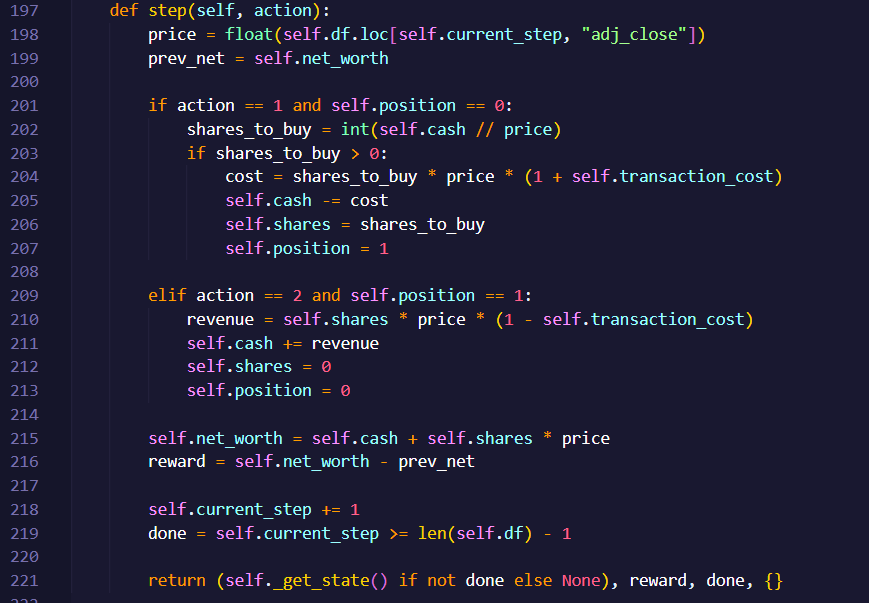 197 def step(self, action):
198 price = float(self.df.loc[self.current_step, "adj_close"])
199 prev_net = self.net_worth
200
201 if action == 1 and self.position == 0:
202 shares_to_buy = int(self.cash // price)
203 if shares_to_buy > 0:
204 cost = shares_to_buy * price * (1 + self.transaction_cost)
205 self.cash -= cost
206 self.shares = shares_to_buy
207 self.position = 1
208
209 elif action == 2 and self.position == 1:
210 revenue = self.shares * price * (1 - self.transaction_cost)
211 self.cash += revenue
212 self.shares = 0
213 self.position = 0
214
215 self.net_worth = self.cash + self.shares * price
216 reward = self.net_worth - prev_net
217
218 self.current_step += 1
219 done = self.current_step >= len(self.df) - 1
220
221 return (self._get_state() if not done else None), reward, done, {}